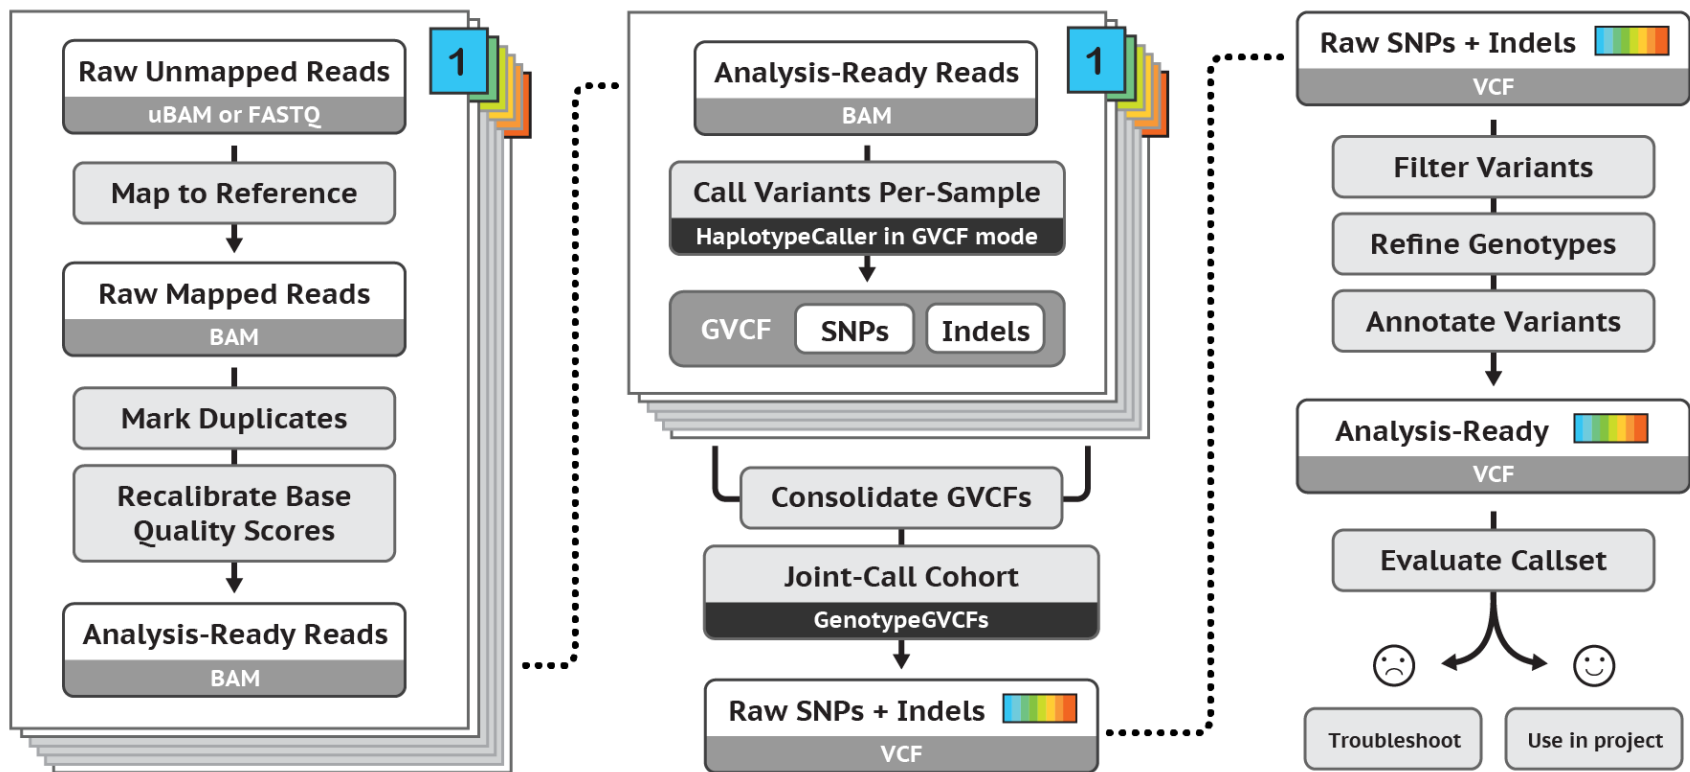 Raw Unmapped Reads
uBAM or FASTQ
1
Map to Reference
Raw Mapped Reads
BAM
Mark Duplicates
Recalibrate Base
Quality Scores
Analysis-Ready Reads
BAM
Analysis-Ready Reads
BAM
1
Call Variants Per-Sample
HaplotypeCaller in GVCF mode
GVCF SNPs Indels
Consolidate GVCFs
Joint-Call Cohort
GenotypeGVCFs
Raw SNPs + Indels
VCF
Raw SNPs + Indels
VCF
Filter Variants
Refine Genotypes
Annotate Variants
Analysis-Ready
VCF
Evaluate Callset
Troubleshoot
Use in project